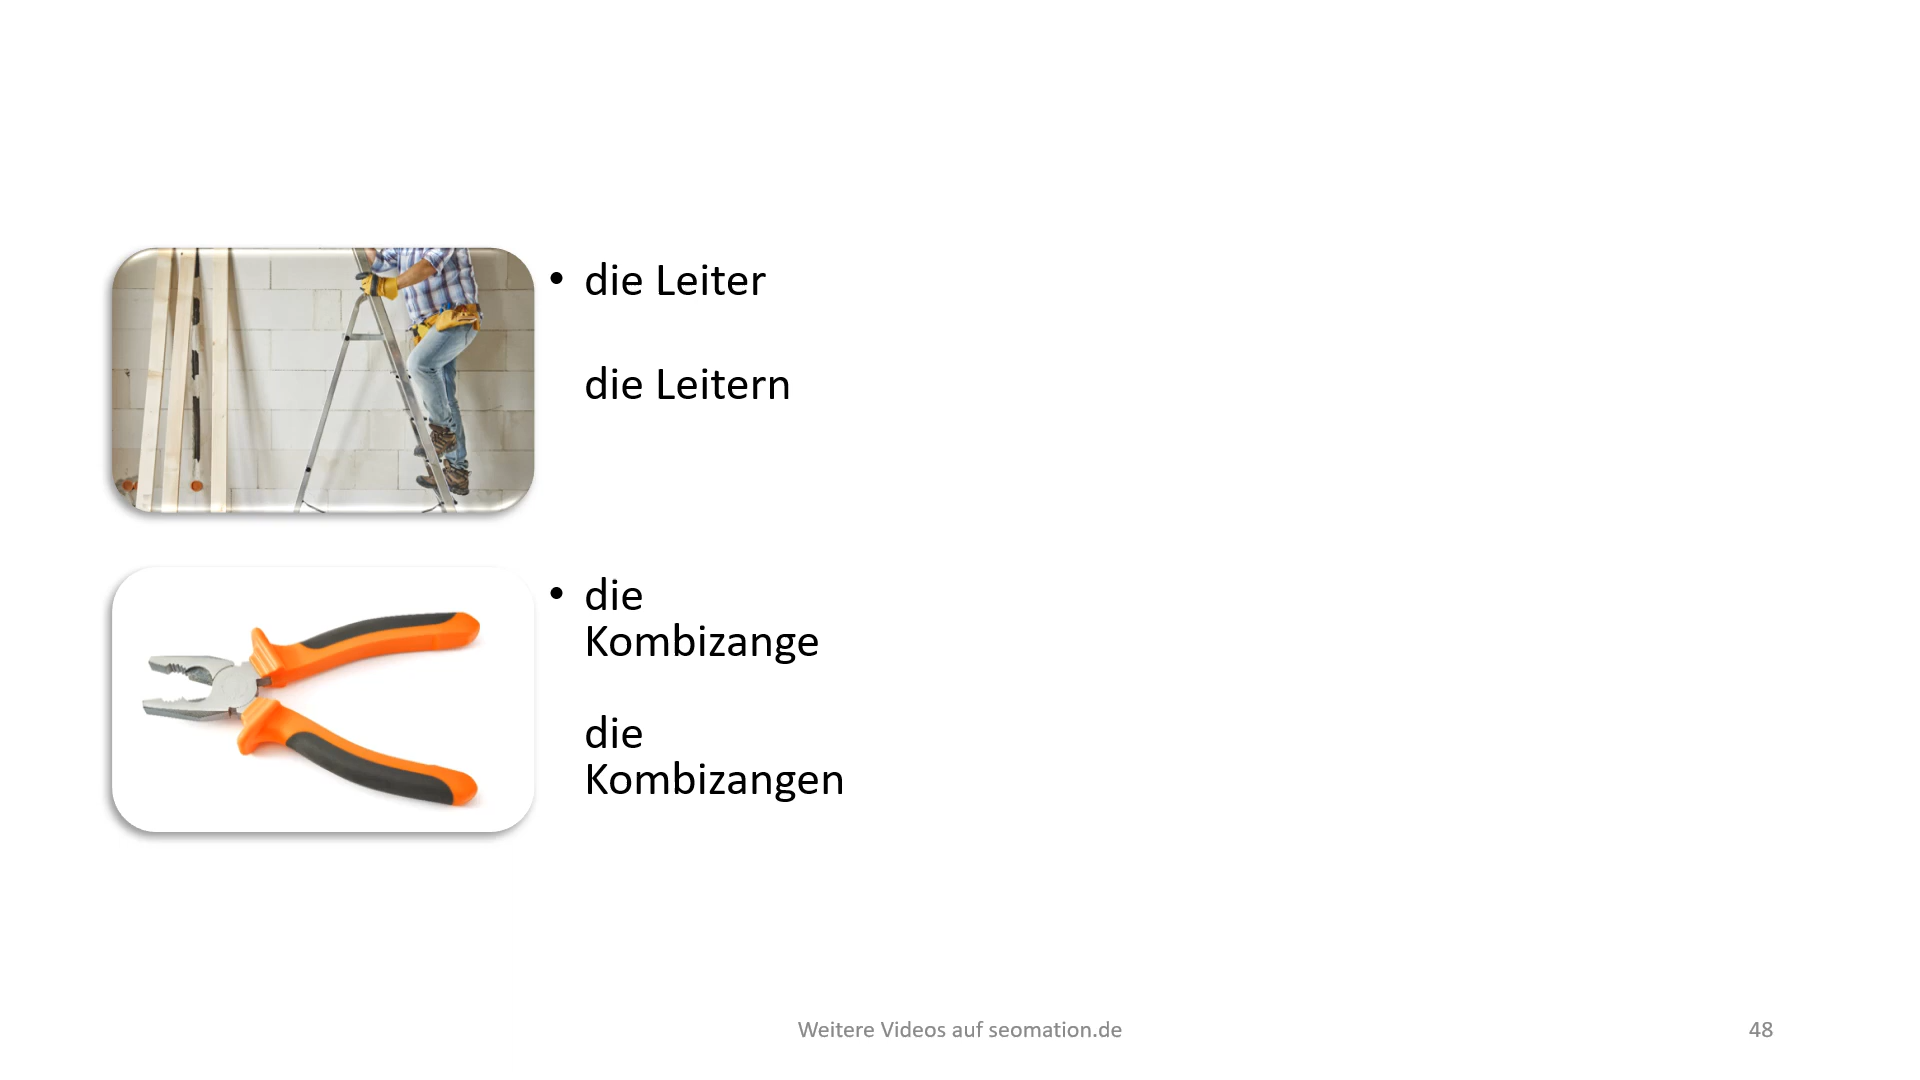 • die Leiter
die Leitern
• die
Kombizange
die
Kombizangen
Weitere Videos auf seomation.de
48